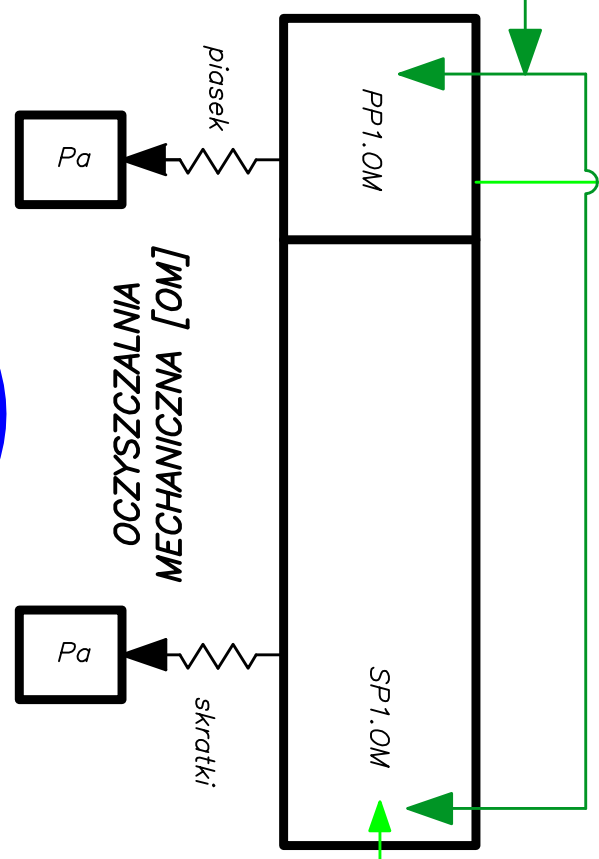 piasek
PP1.OM
Pa
OCZYSZCZALNIA
MECHANICZNA [OM]
Pa
SP1.OM
skratki